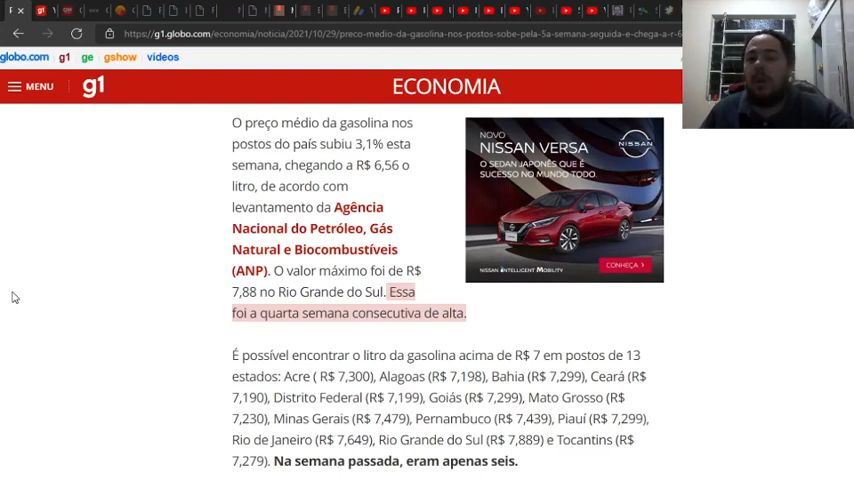 https://g1.globo.com/economia/noticia/2021/10/29/preco-medio-da-gasolina-nos-postos-sobe-pela-5a-semana-seguida-e-chega-a-r-6
globo.com g1 ge gshow videos
MENU g1 ECONOMIA
O preço médio da gasolina nos
postos do país subiu 3,1% esta
semana, chegando a R$ 6,56 o
litro, de acordo com
levantamento da Agência
Nacional do Petróleo, Gás
Natural e Biocombustíveis
(ANP). O valor máximo foi de R$
7,88 no Rio Grande do Sul. Essa
foi a quarta semana consecutiva de alta.
NOVO
NISSAN VERSA
O SEDAN JAPONÊS QUE É
SUCESSO NO MUNDO TODO.
NISSAN
NISSAN INTELLIGENT MOBILITY
CONHEÇA >
É possível encontrar o litro da gasolina acima de R$ 7 em postos de 13
estados: Acre ( R$ 7,300), Alagoas (R$ 7,198), Bahia (R$ 7,299), Ceará (R$
7,190), Distrito Federal (R$ 7,199), Goiás (R$ 7,299), Mato Grosso (R$
7,230), Minas Gerais (R$ 7,479), Pernambuco (R$ 7,439), Piauí (R$ 7,299),
Rio de Janeiro (R$ 7,649), Rio Grande do Sul (R$ 7,889) e Tocantins (R$
7,279). Na semana passada, eram apenas seis.